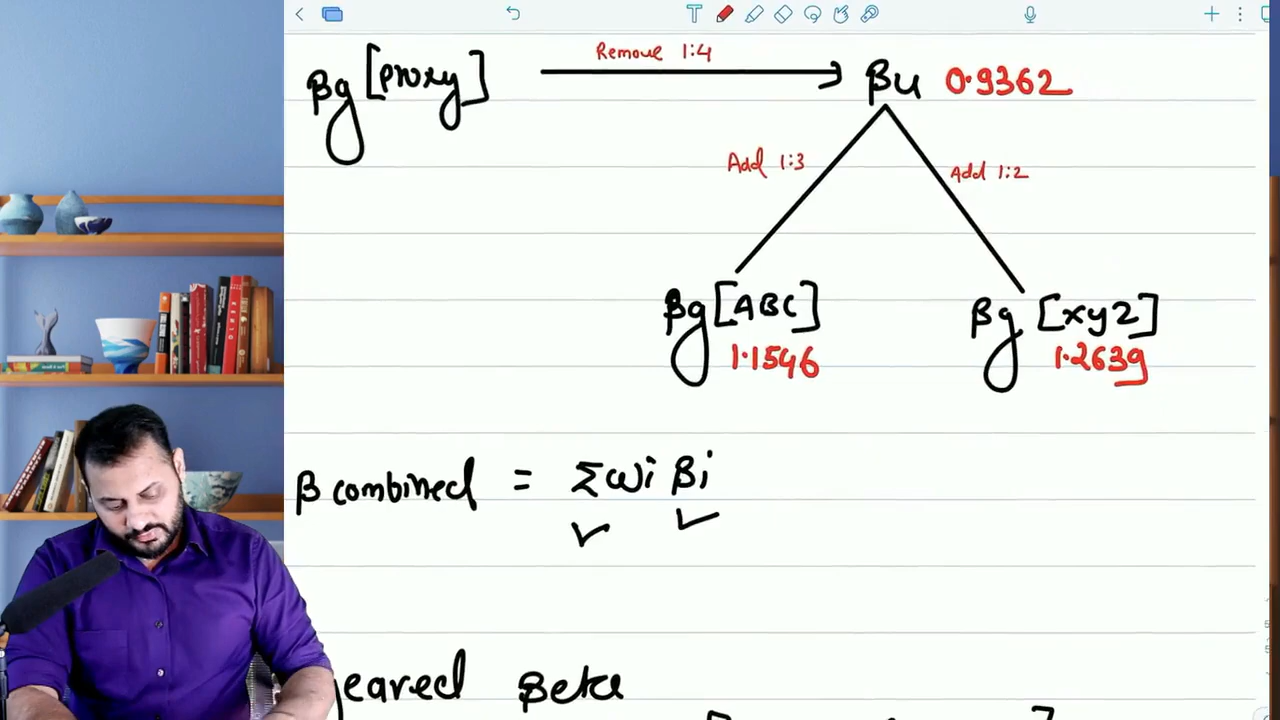 Remove 1:4
βg [Proxy] → βu 0.9362
Add 1:3 Add 1:2
βg [ABC] βg [xyz]
1.1546 1.2639
β combined = Σωi βi
eared Beta